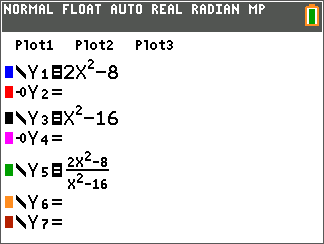 NORMAL FLOAT AUTO REAL RADIAN MP
Plot1 Plot2 Plot3
\Y₁=2X²-8
Y₂=
\Y₃=X²-16
Y₄=
\Y₅=(2X²-8)/(X²-16)
\Y₆=
\Y₇=